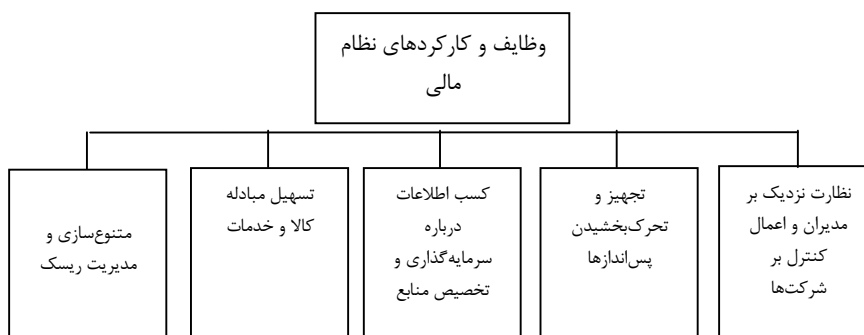 وظایف و کارکردهای نظام
مالی
نظارت نزدیک بر
مدیران و اعمال
کنترل بر
شرکت‌ها
تجهیز و
تحرک‌بخشیدن
پس‌اندازها
کسب اطلاعات
درباره
سرمایه‌گذاری و
تخصیص منابع
تسهیل مبادله
کالا و خدمات
متنوع‌سازی و
مدیریت ریسک